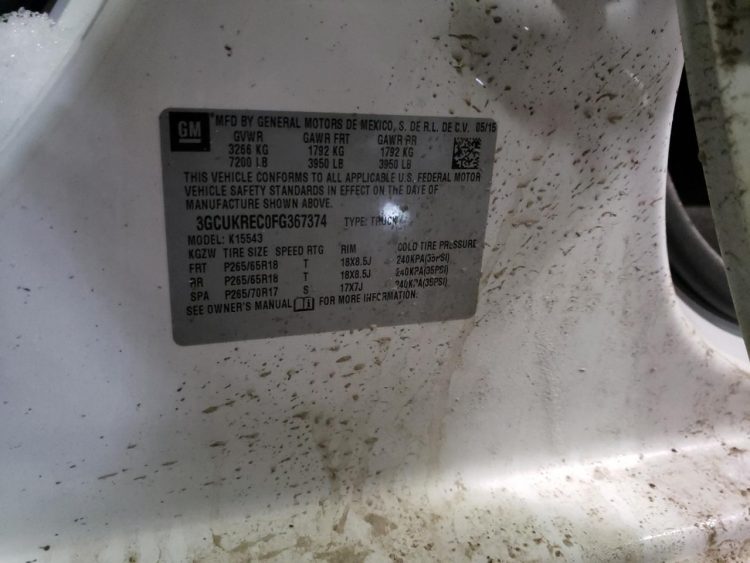 GM
MFD BY GENERAL MOTORS DE MEXICO, S. DE R.L. DE C.V. 05/15
GVWR GAWR FRT GAWR RR
3266 KG 1792 KG 1792 KG
7200 LB 3950 LB 3950 LB
THIS VEHICLE CONFORMS TO ALL APPLICABLE U.S. FEDERAL MOTOR
VEHICLE SAFETY STANDARDS IN EFFECT ON THE DATE OF
MANUFACTURE SHOWN ABOVE.
3GCUKREC0FG367374 TYPE: TRUCK
MODEL: K15543
KGZW TIRE SIZE SPEED RTG RIM COLD TIRE PRESSURE
FRT P265/65R18 T 18X8.5J 240KPA(35PSI)
RR P265/65R18 T 18X8.5J 240KPA(35PSI)
SPA P265/70R17 S 17X7J 240KPA(35PSI)
SEE OWNER'S MANUAL FOR MORE INFORMATION.